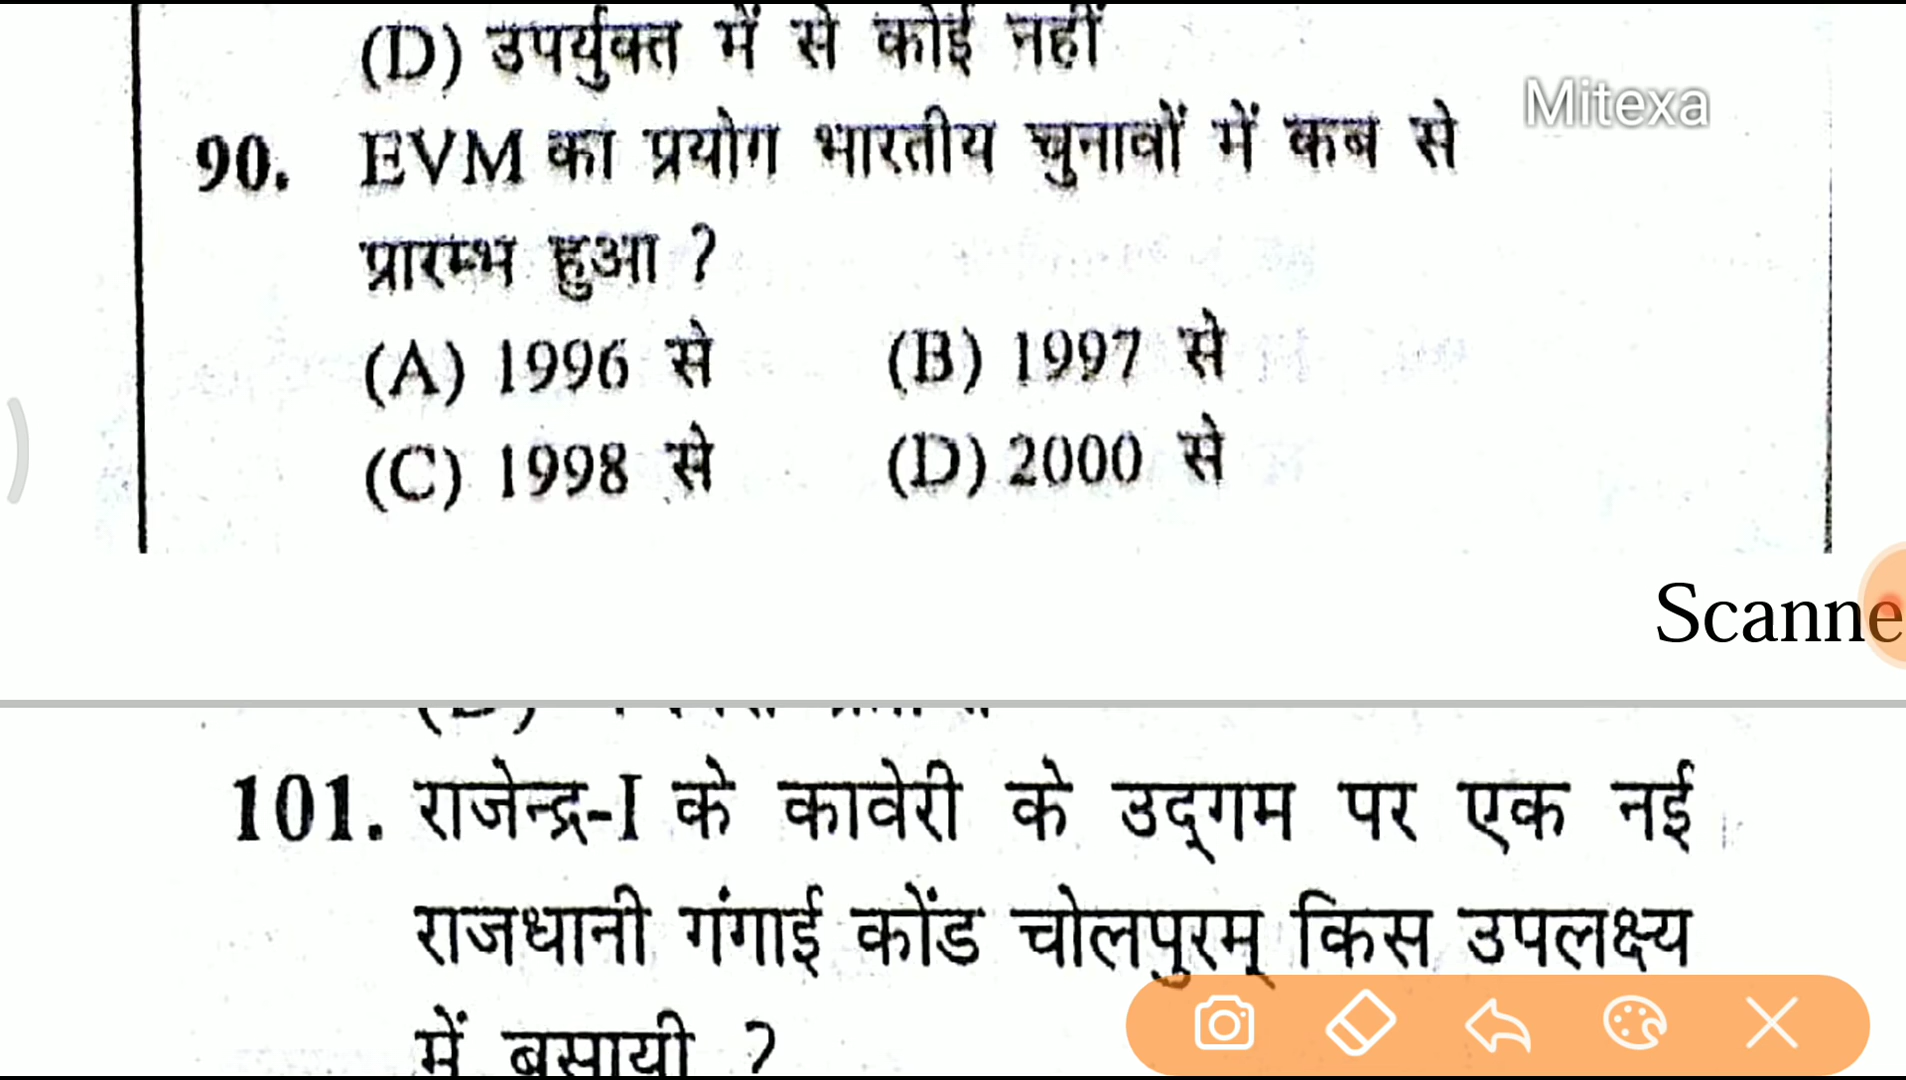 (D) उपर्युक्त में से कोई नहीं
Mitexa
90. EVM का प्रयोग भारतीय चुनावों में कब से
प्रारम्भ हुआ ?
(A) 1996 से (B) 1997 से
(C) 1998 से (D) 2000 से
Scanne
101. राजेन्द्र-I के कावेरी के उद्गम पर एक नई
राजधानी गंगाई कोंड चोलपुरम् किस उपलक्ष्य
में बसायी ?